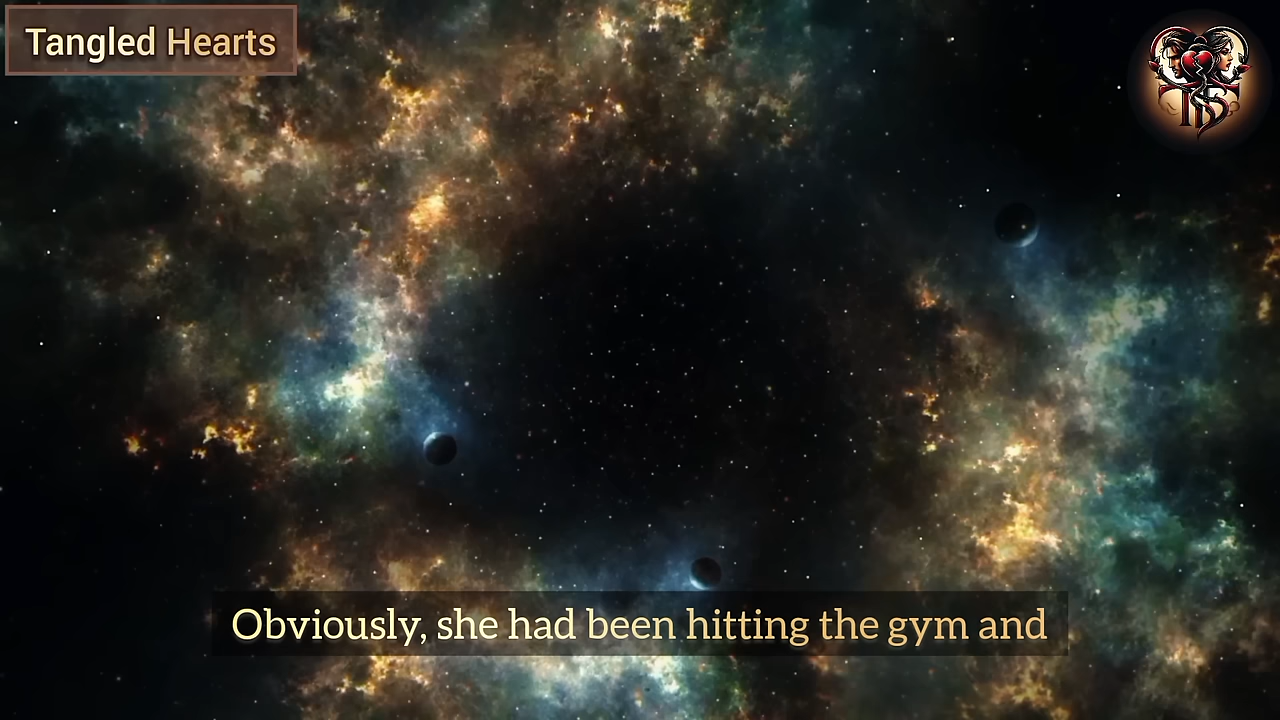 Tangled Hearts
Obviously, she had been hitting the gym and